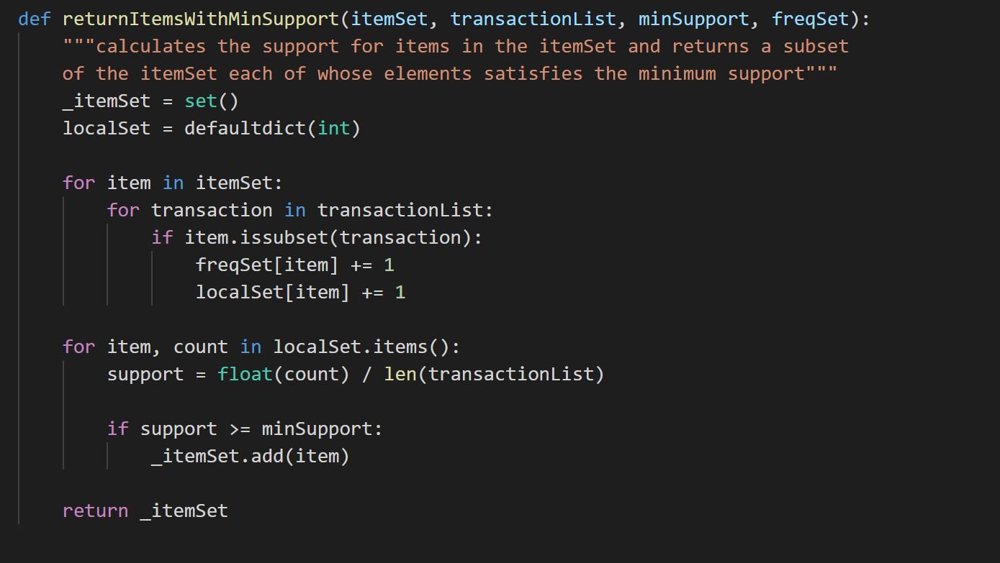 def returnItemsWithMinSupport(itemSet, transactionList, minSupport, freqSet):
    """calculates the support for items in the itemSet and returns a subset
    of the itemSet each of whose elements satisfies the minimum support"""
    _itemSet = set()
    localSet = defaultdict(int)

    for item in itemSet:
        for transaction in transactionList:
            if item.issubset(transaction):
                freqSet[item] += 1
                localSet[item] += 1

    for item, count in localSet.items():
        support = float(count) / len(transactionList)

        if support >= minSupport:
            _itemSet.add(item)

    return _itemSet